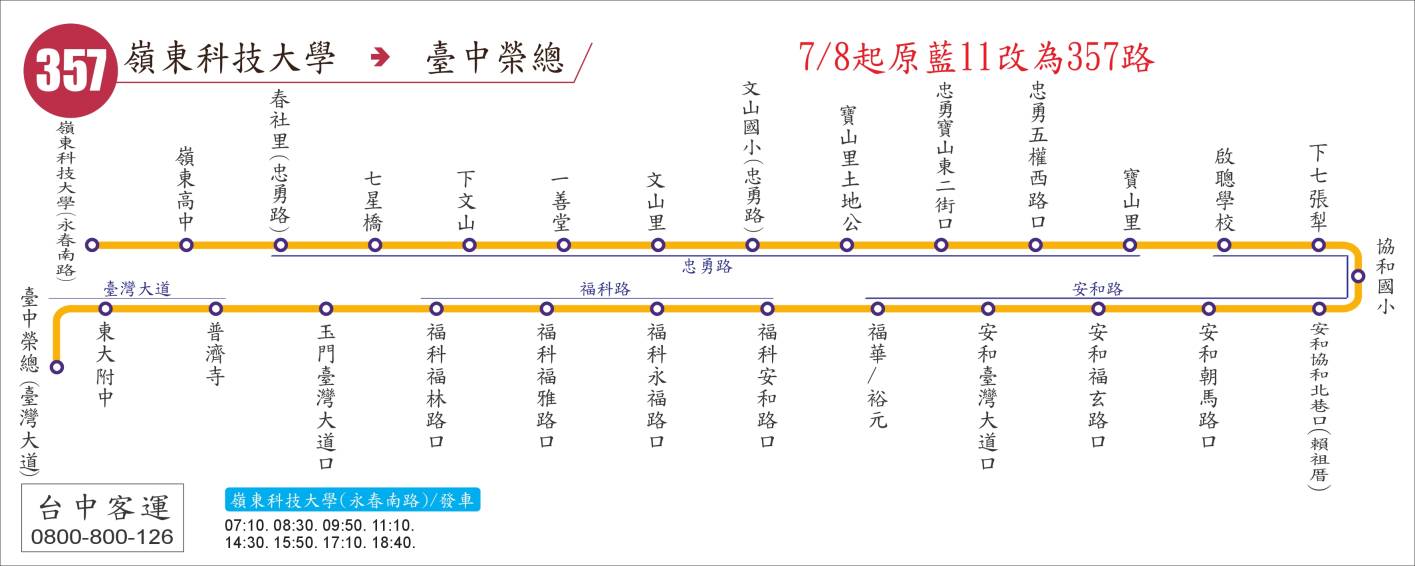 357
嶺東科技大學 → 臺中榮總
7/8起原藍11改為357路
嶺東科技大學(永春南路)
嶺東高中
春社里(忠勇路)
七星橋
下文山
一善堂
文山里
文山國小(忠勇路)
寶山里土地公
忠勇寶山東二街口
忠勇五權西路口
寶山里
啟聰學校
下七張犁
協和國小
忠勇路
臺灣大道
福科路
安和路
安和協和北巷口(賴祖厝)
安和朝馬路口
安和福玄路口
安和臺灣大道口
福華/裕元
福科安和路口
福科永福路口
福科福雅路口
福科福林路口
玉門臺灣大道口
普濟寺
東大附中
臺中榮總(臺灣大道)
台中客運
0800-800-126
嶺東科技大學(永春南路)/發車
07:10. 08:30. 09:50. 11:10.
14:30. 15:50. 17:10. 18:40.